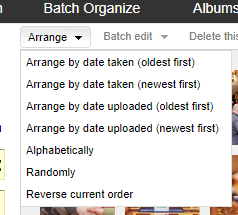 Batch Organize Albums
Arrange Batch edit Delete this
Arrange by date taken (oldest first)
Arrange by date taken (newest first)
Arrange by date uploaded (oldest first)
Arrange by date uploaded (newest first)
Alphabetically
Randomly
Reverse current order